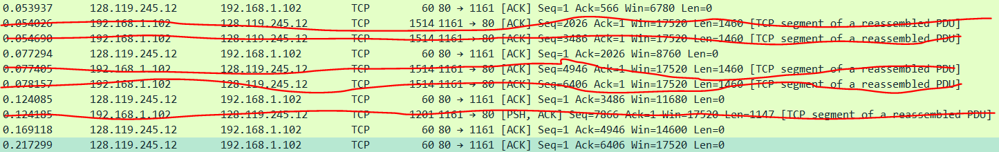 0.053937 128.119.245.12 192.168.1.102 TCP 60 80 → 1161 [ACK] Seq=1 Ack=566 Win=6780 Len=0
0.054026 192.168.1.102 128.119.245.12 TCP 1514 1161 → 80 [ACK] Seq=2026 Ack=1 Win=17520 Len=1460 [TCP segment of a reassembled PDU]
0.054690 192.168.1.102 128.119.245.12 TCP 1514 1161 → 80 [ACK] Seq=3486 Ack=1 Win=17520 Len=1460 [TCP segment of a reassembled PDU]
0.077294 128.119.245.12 192.168.1.102 TCP 60 80 → 1161 [ACK] Seq=1 Ack=2026 Win=8760 Len=0
0.077405 192.168.1.102 128.119.245.12 TCP 1514 1161 → 80 [ACK] Seq=4946 Ack=1 Win=17520 Len=1460 [TCP segment of a reassembled PDU]
0.078157 192.168.1.102 128.119.245.12 TCP 1514 1161 → 80 [ACK] Seq=6406 Ack=1 Win=17520 Len=1460 [TCP segment of a reassembled PDU]
0.124085 128.119.245.12 192.168.1.102 TCP 60 80 → 1161 [ACK] Seq=1 Ack=3486 Win=11680 Len=0
0.124185 192.168.1.102 128.119.245.12 TCP 1201 1161 → 80 [PSH, ACK] Seq=7866 Ack=1 Win=17520 Len=1147 [TCP segment of a reassembled PDU]
0.169118 128.119.245.12 192.168.1.102 TCP 60 80 → 1161 [ACK] Seq=1 Ack=4946 Win=14600 Len=0
0.217299 128.119.245.12 192.168.1.102 TCP 60 80 → 1161 [ACK] Seq=1 Ack=6406 Win=17520 Len=0